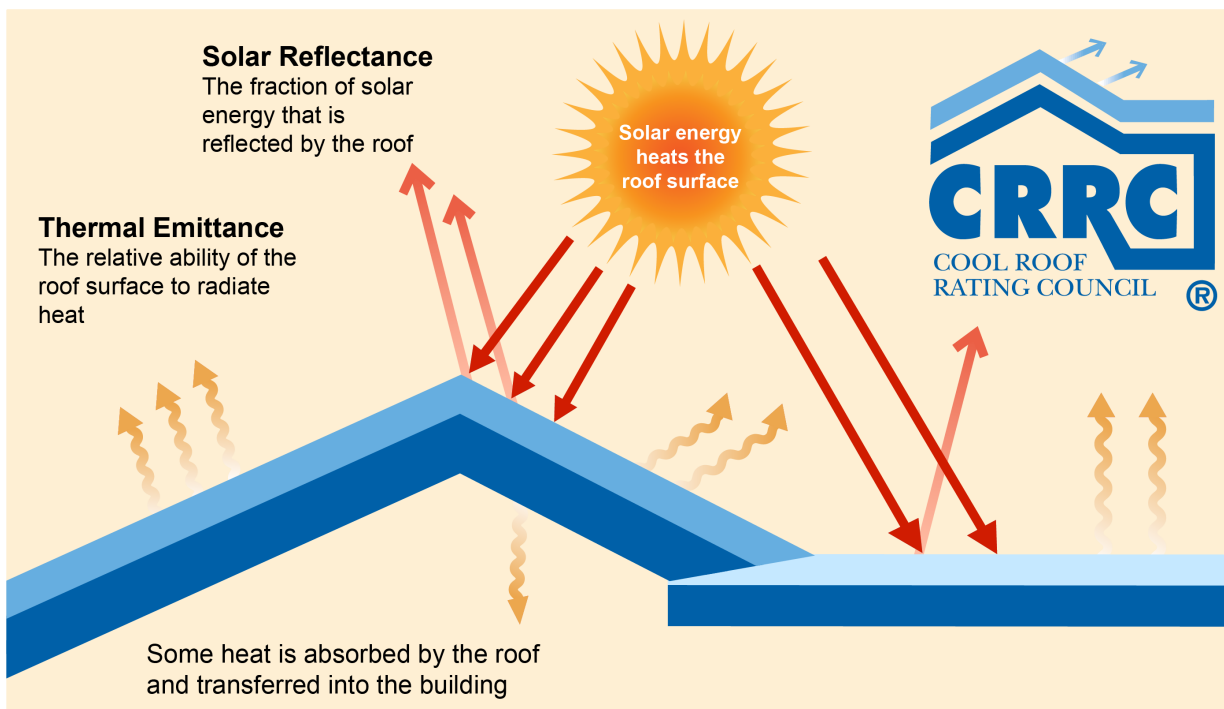 Solar Reflectance
The fraction of solar
energy that is
reflected by the roof
Solar energy
heats the
roof surface
CRRC
COOL ROOF
RATING COUNCIL ®
Thermal Emittance
The relative ability of the
roof surface to radiate
heat
Some heat is absorbed by the roof
and transferred into the building